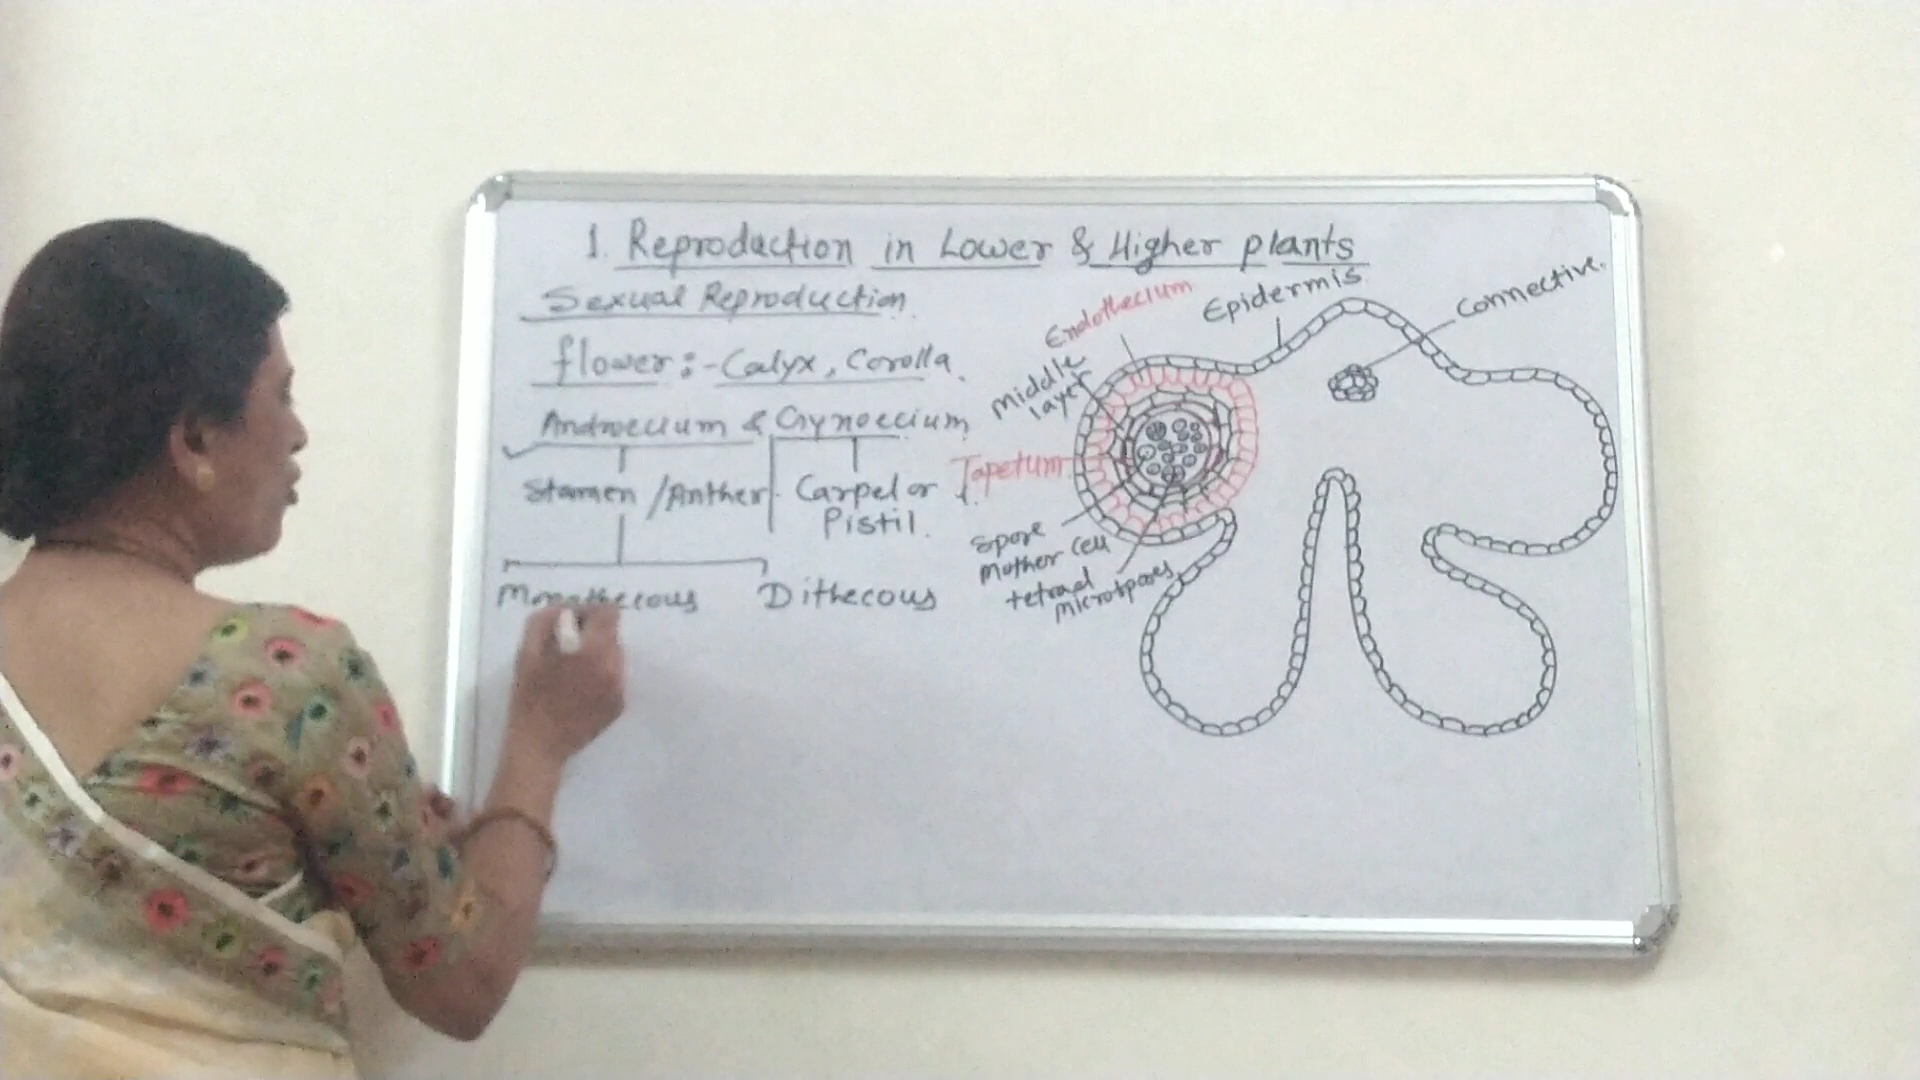 1. Reproduction in Lower & Higher plants
Sexual Reproduction
flower:- Calyx, Corolla.
Androecium & Gynoecium
Stamen /Anther
Carpel or
Pistil.
Monothecous
Dithecous
Endothecium
Epidermis
Connective.
Middle
layer
Tapetum
Spore
Mother cell
tetrad
Microspores